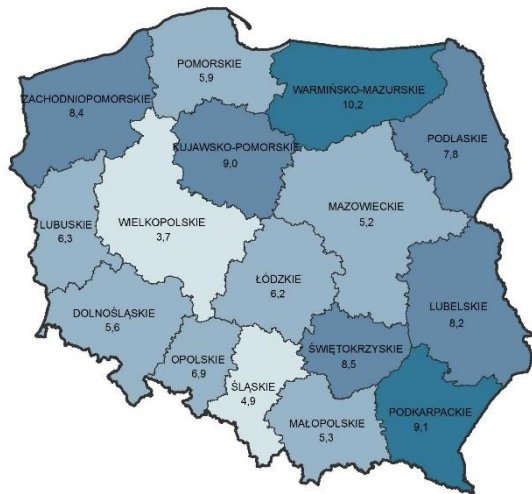 POMORSKIE
5,9
WARMIŃSKO-MAZURSKIE
10,2
ZACHODNIOPOMORSKIE
8,4
KUJAWSKO-POMORSKIE
9,0
PODLASKIE
7,8
MAZOWIECKIE
5,2
WIELKOPOLSKIE
3,7
LUBUSKIE
6,3
ŁÓDZKIE
6,2
LUBELSKIE
8,2
DOLNOŚLĄSKIE
5,6
OPOLSKIE
6,9
ŚWIĘTOKRZYSKIE
8,5
ŚLĄSKIE
4,9
MAŁOPOLSKIE
5,3
PODKARPACKIE
9,1